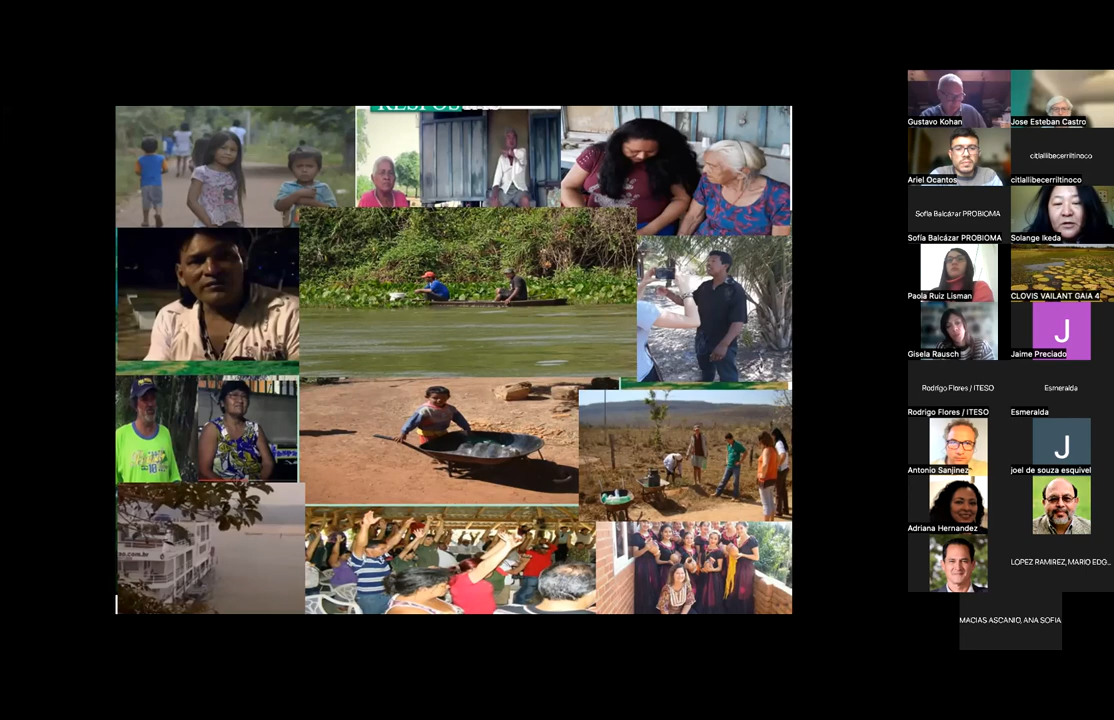 Gustavo Kohan
Jose Esteban Castro
Ariel Ocantos
citlallibecerriltinoco
citlallibecerriltinoco
Sofía Balcázar PROBIOMA
Sofía Balcázar PROBIOMA
Solange Ikeda
Paola Ruiz Lisman
CLOVIS VAILANT GAIA 4
Gisela Rausch
J
Jaime Preciado
Rodrigo Flores / ITESO
Esmeralda
Rodrigo Flores / ITESO
Esmeralda
Antonio Sanjinez
J
joel de souza esquivel
Adriana Hernandez
LOPEZ RAMIREZ, MARIO EDG...
MACIAS ASCANIO, ANA SOFIA